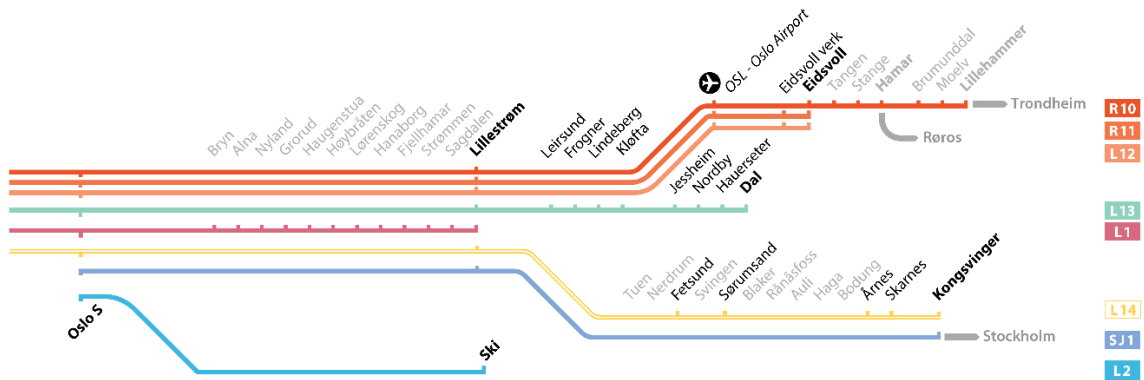 Bryn
Alna
Nyland
Grorud
Haugenstua
Høybråten
Lørenskog
Hanaborg
Fjellhamar
Strømmen
Sagdalen
Lillestrøm
Leirsund
Frogner
Lindeberg
Kløfta
OSL - Oslo Airport
Eidsvoll verk
Eidsvoll
Tangen
Stange
Hamar
Brumunddal
Moelv
Lillehammer
Trondheim
R10
Røros
R11
L12
Jessheim
Nordby
Hauerseter
Dal
L13
L1
Tuen
Nerdrum
Fetsund
Svingen
Sørumsand
Blaker
Rånåsfoss
Auli
Haga
Bodung
Årnes
Skarnes
Kongsvinger
L14
Oslo S
Stockholm
SJ1
Ski
L2